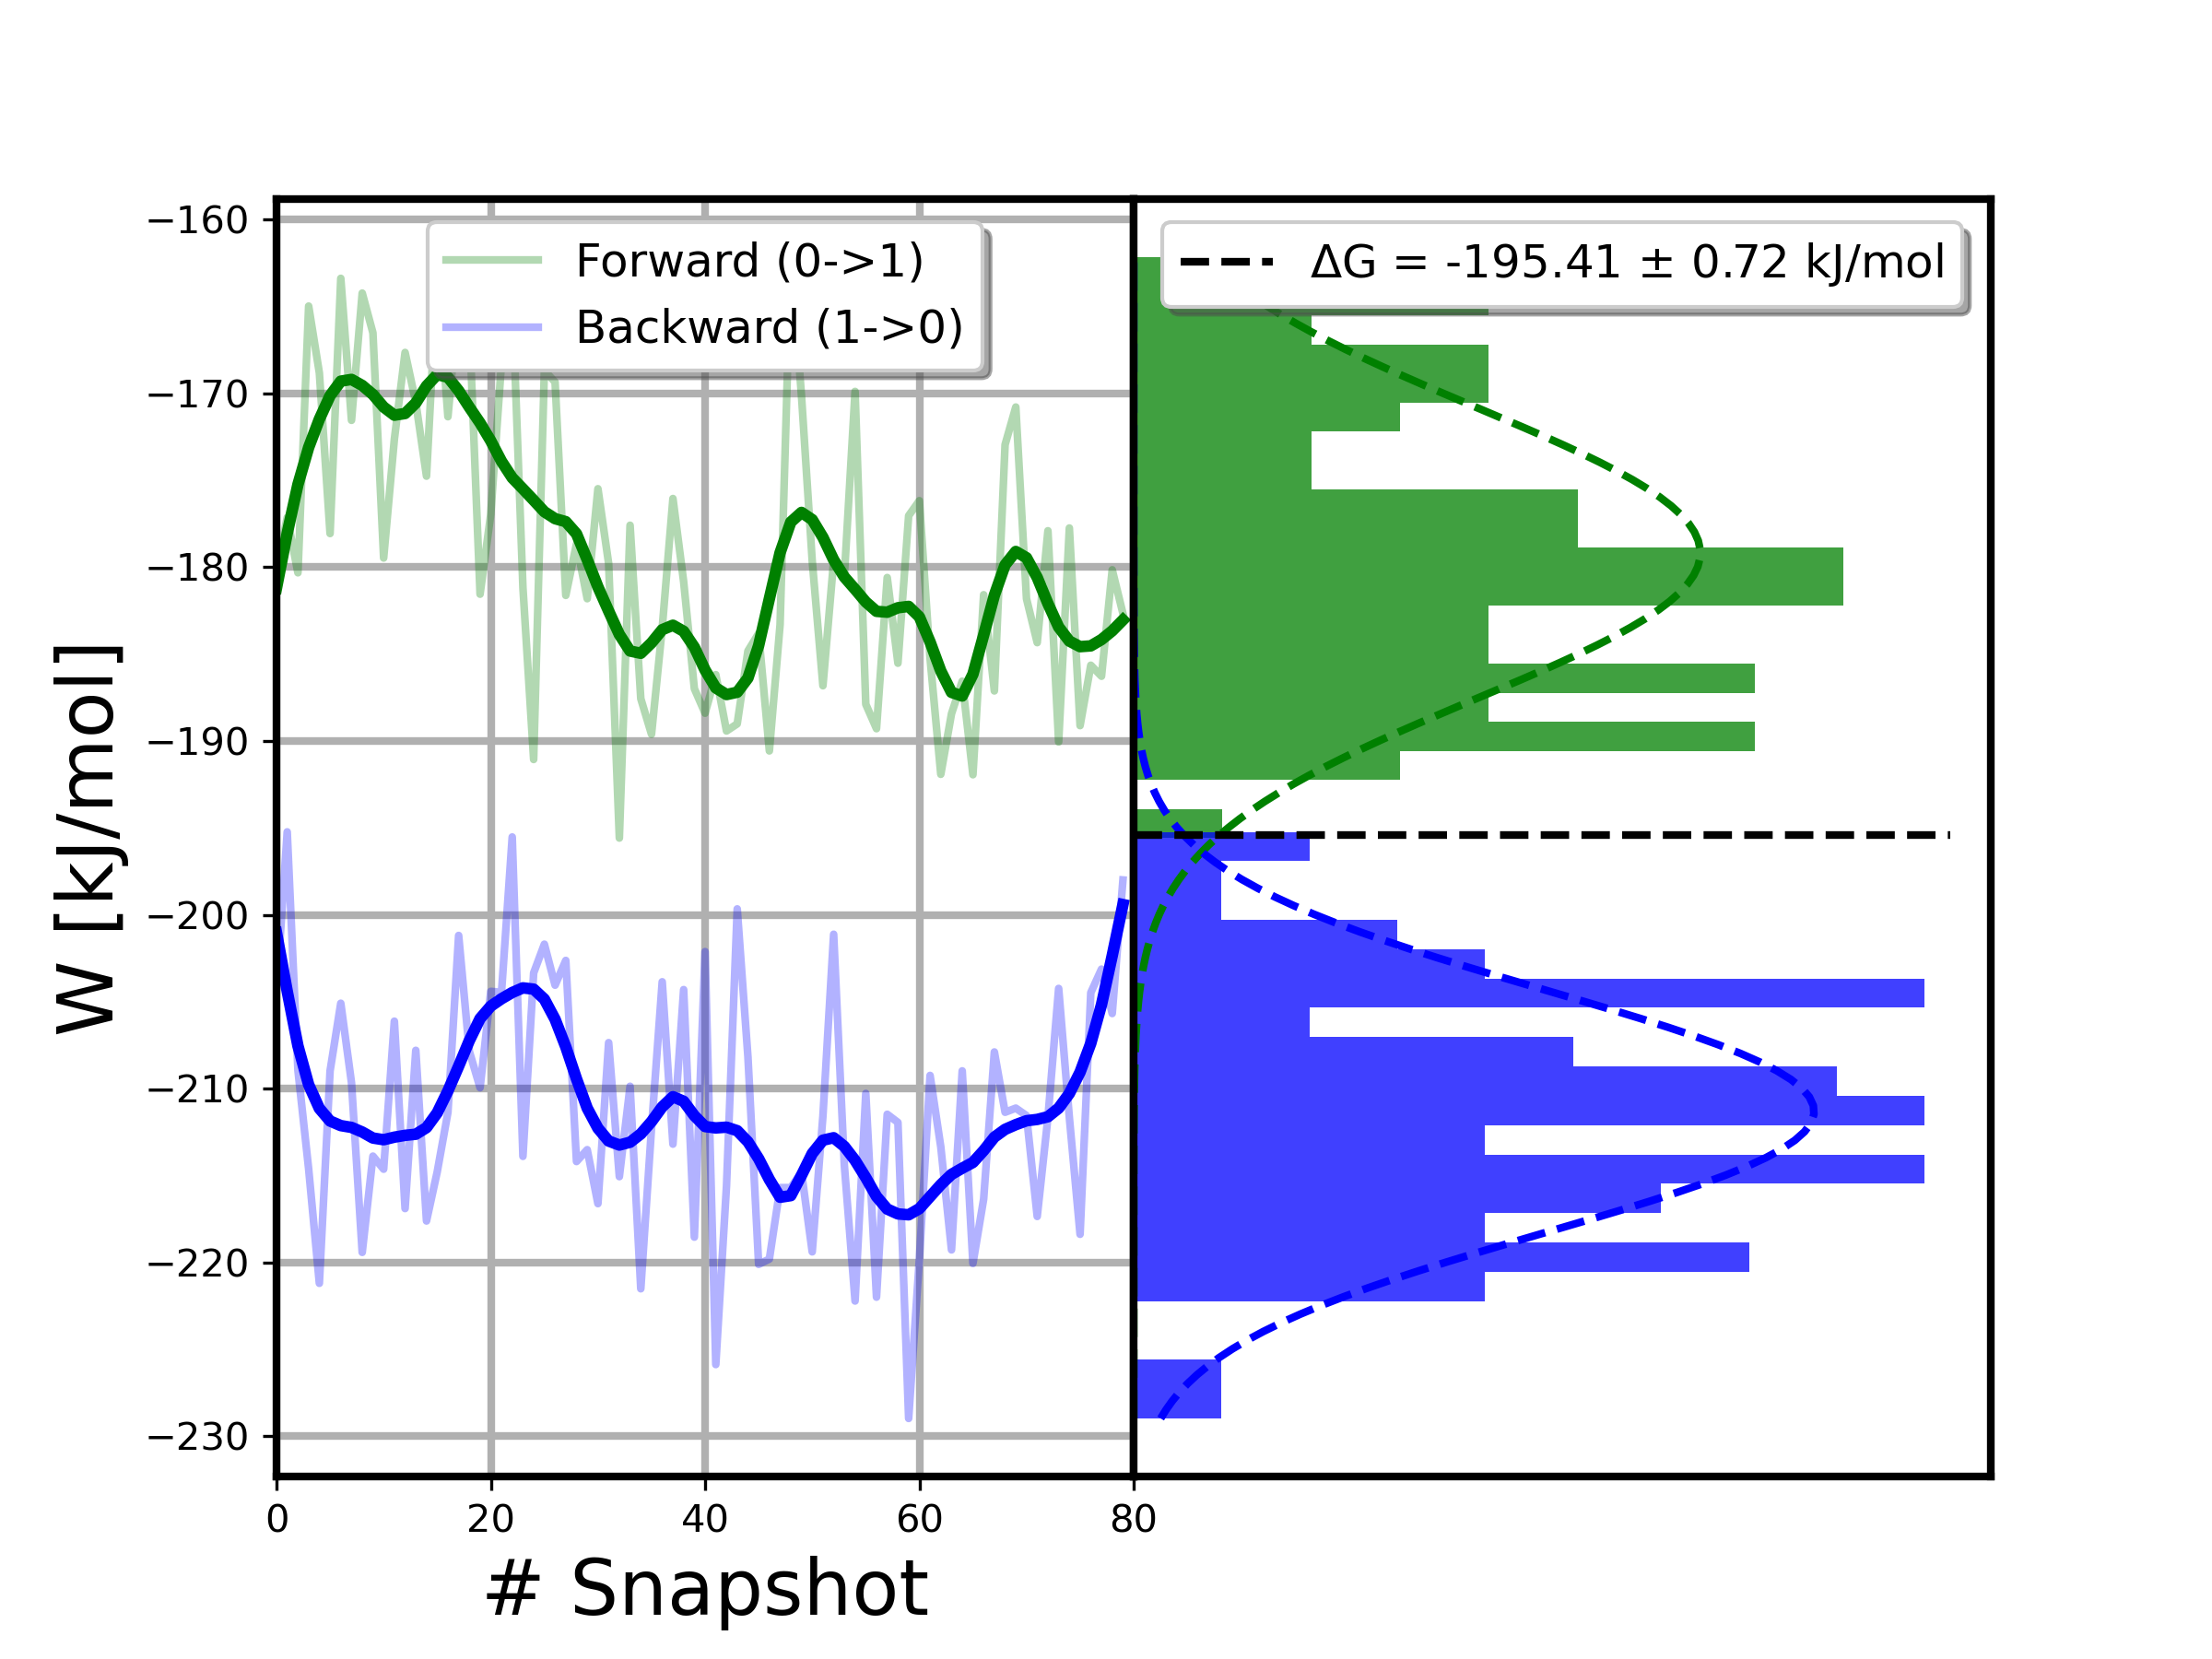 −160
−170
−180
−190
−200
−210
−220
−230
W [kJ/mol]
Forward (0->1)
Backward (1->0)
ΔG = -195.41 ± 0.72 kJ/mol
0 20 40 60 80
# Snapshot